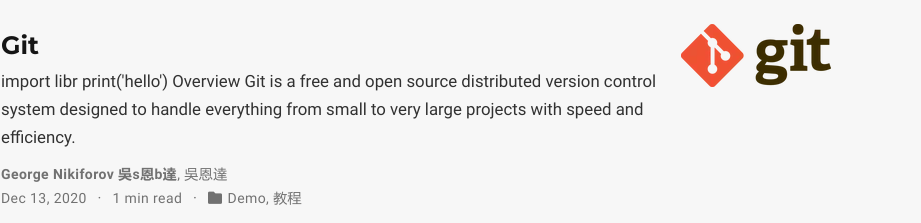 Git
git
import libr print('hello') Overview Git is a free and open source distributed version control
system designed to handle everything from small to very large projects with speed and
efficiency.
George Nikiforov 吳s恩b達, 吳恩達
Dec 13, 2020 · 1 min read · Demo, 教程